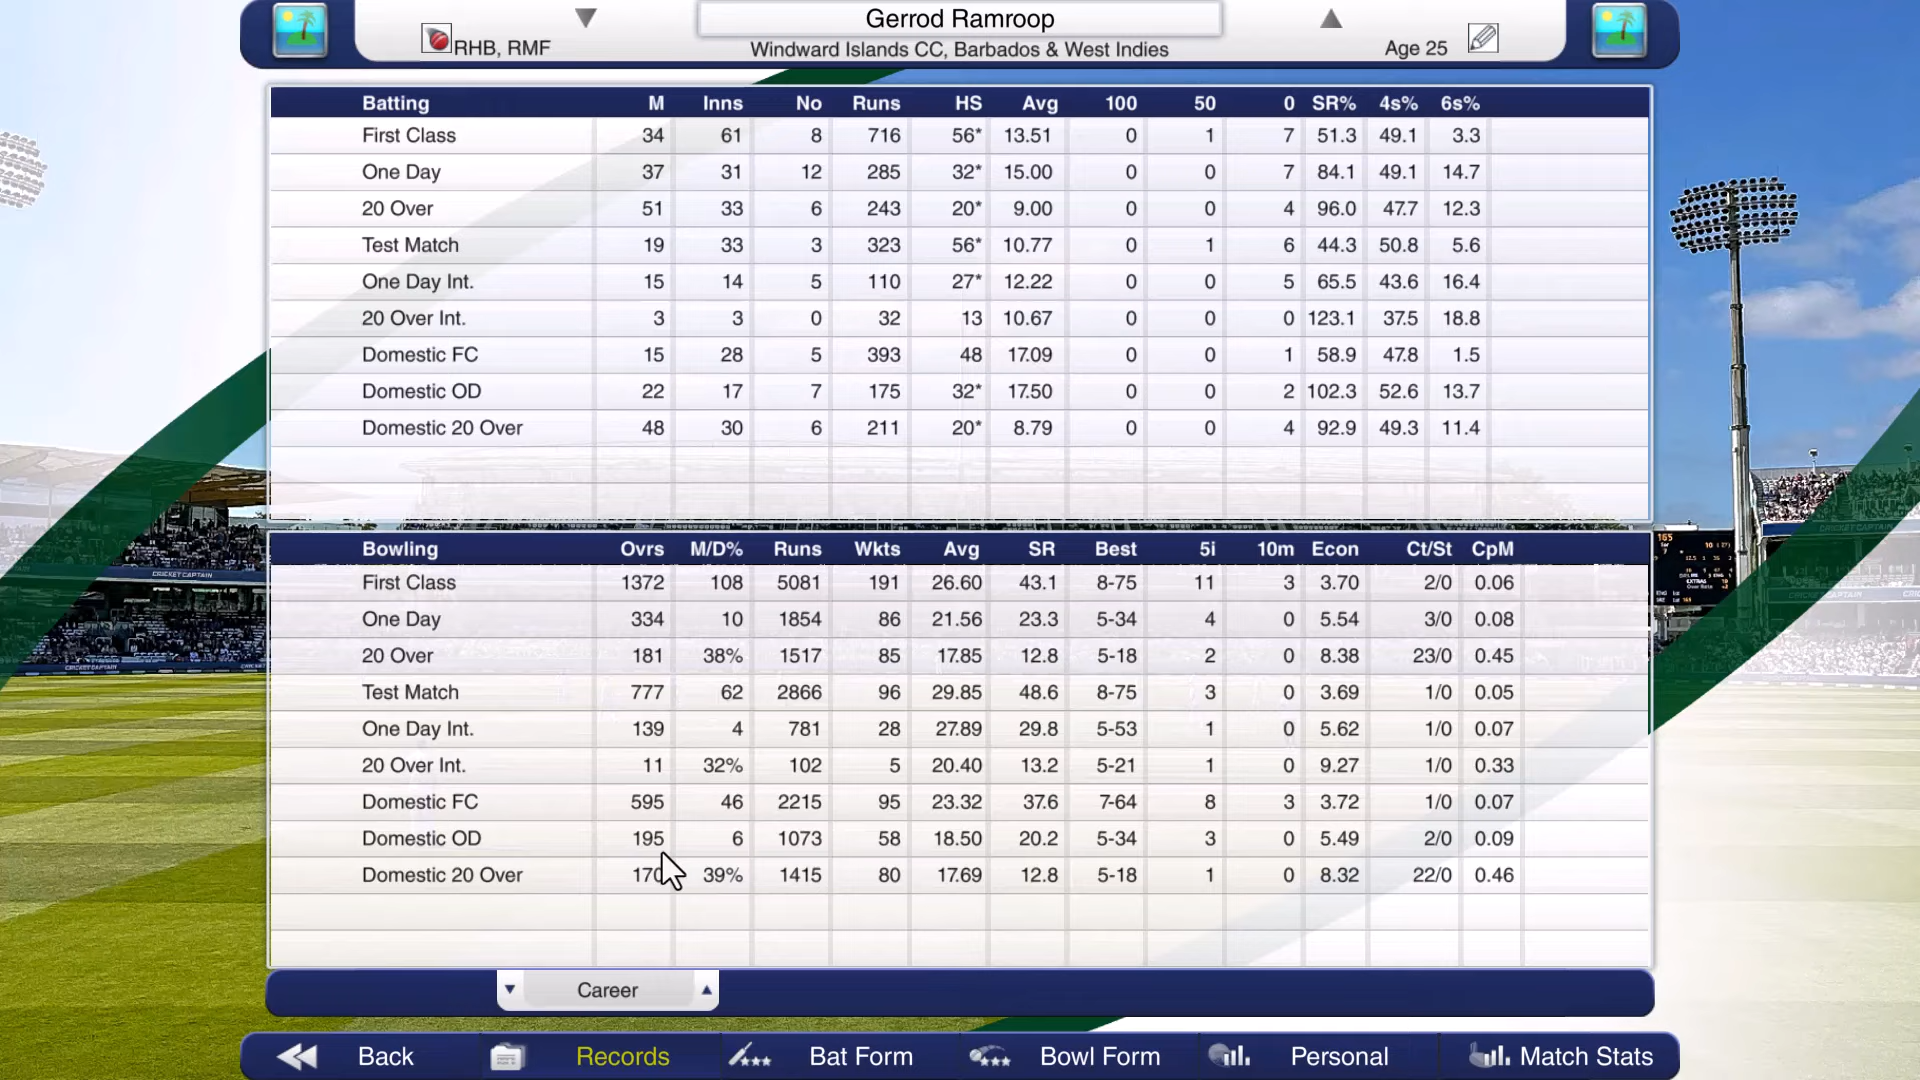 Gerrod Ramroop
RHB, RMF
Windward Islands CC, Barbados & West Indies
Age 25
Batting M Inns No Runs HS Avg 100 50 0 SR% 4s% 6s%
First Class 34 61 8 716 56* 13.51 0 1 7 51.3 49.1 3.3
One Day 37 31 12 285 32* 15.00 0 0 7 84.1 49.1 14.7
20 Over 51 33 6 243 20* 9.00 0 0 4 96.0 47.7 12.3
Test Match 19 33 3 323 56* 10.77 0 1 6 44.3 50.8 5.6
One Day Int. 15 14 5 110 27* 12.22 0 0 5 65.5 43.6 16.4
20 Over Int. 3 3 0 32 13 10.67 0 0 0 123.1 37.5 18.8
Domestic FC 15 28 5 393 48 17.09 0 0 1 58.9 47.8 1.5
Domestic OD 22 17 7 175 32* 17.50 0 0 2 102.3 52.6 13.7
Domestic 20 Over 48 30 6 211 20* 8.79 0 0 4 92.9 49.3 11.4
Bowling Ovrs M/D% Runs Wkts Avg SR Best 5i 10m Econ Ct/St CpM
First Class 1372 108 5081 191 26.60 43.1 8-75 11 3 3.70 2/0 0.06
One Day 334 10 1854 86 21.56 23.3 5-34 4 0 5.54 3/0 0.08
20 Over 181 38% 1517 85 17.85 12.8 5-18 2 0 8.38 23/0 0.45
Test Match 777 62 2866 96 29.85 48.6 8-75 3 0 3.69 1/0 0.05
One Day Int. 139 4 781 28 27.89 29.8 5-53 1 0 5.62 1/0 0.07
20 Over Int. 11 32% 102 5 20.40 13.2 5-21 1 0 9.27 1/0 0.33
Domestic FC 595 46 2215 95 23.32 37.6 7-64 8 3 3.72 1/0 0.07
Domestic OD 195 6 1073 58 18.50 20.2 5-34 3 0 5.49 2/0 0.09
Domestic 20 Over 170 39% 1415 80 17.69 12.8 5-18 1 0 8.32 22/0 0.46
CRICKET CAPTAIN
CRICKET CAPTAIN
165
Career
Back Records Bat Form Bowl Form Personal Match Stats